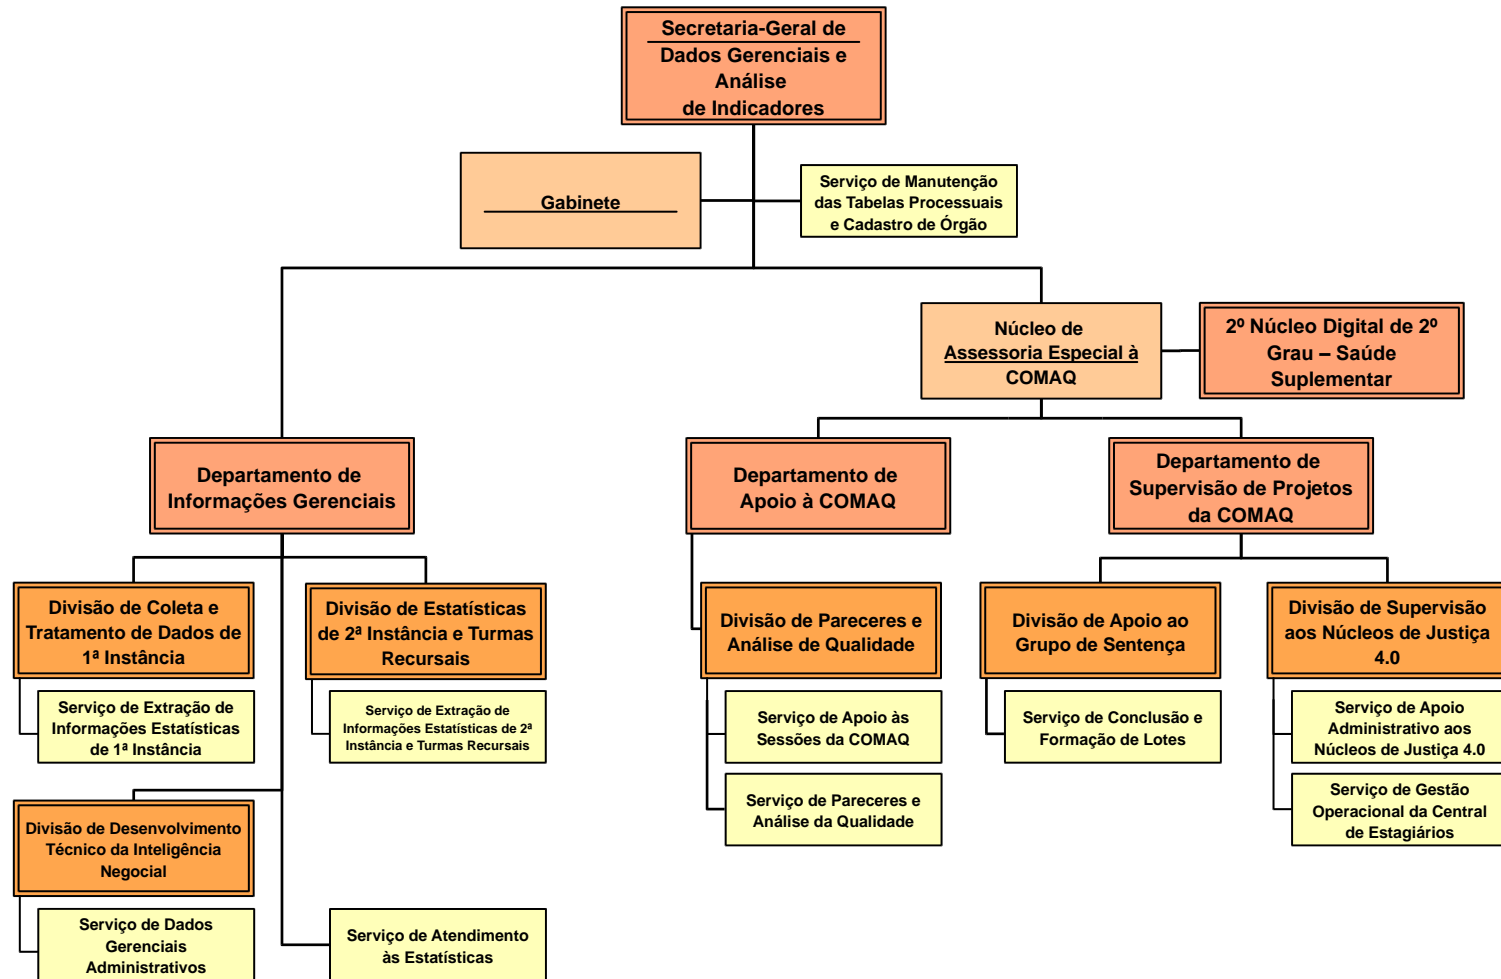 Secretaria-Geral de
Dados Gerenciais e
Análise
de Indicadores
Gabinete
Serviço de Manutenção
das Tabelas Processuais
e Cadastro de Órgão
Núcleo de
Assessoria Especial à
COMAQ
2º Núcleo Digital de 2º
Grau – Saúde
Suplementar
Departamento de
Informações Gerenciais
Departamento de
Apoio à COMAQ
Departamento de
Supervisão de Projetos
da COMAQ
Divisão de Coleta e
Tratamento de Dados de
1ª Instância
Divisão de Estatísticas
de 2ª Instância e Turmas
Recursais
Divisão de Pareceres e
Análise de Qualidade
Divisão de Apoio ao
Grupo de Sentença
Divisão de Supervisão
aos Núcleos de Justiça
4.0
Serviço de Extração de
Informações Estatísticas
de 1ª Instância
Serviço de Extração de
Informações Estatísticas de 2ª
Instância e Turmas Recursais
Serviço de Apoio às
Sessões da COMAQ
Serviço de Conclusão e
Formação de Lotes
Serviço de Apoio
Administrativo aos
Núcleos de Justiça 4.0
Serviço de Pareceres e
Análise da Qualidade
Serviço de Gestão
Operacional da Central
de Estagiários
Divisão de Desenvolvimento
Técnico da Inteligência
Negocial
Serviço de Dados
Gerenciais
Administrativos
Serviço de Atendimento
às Estatísticas